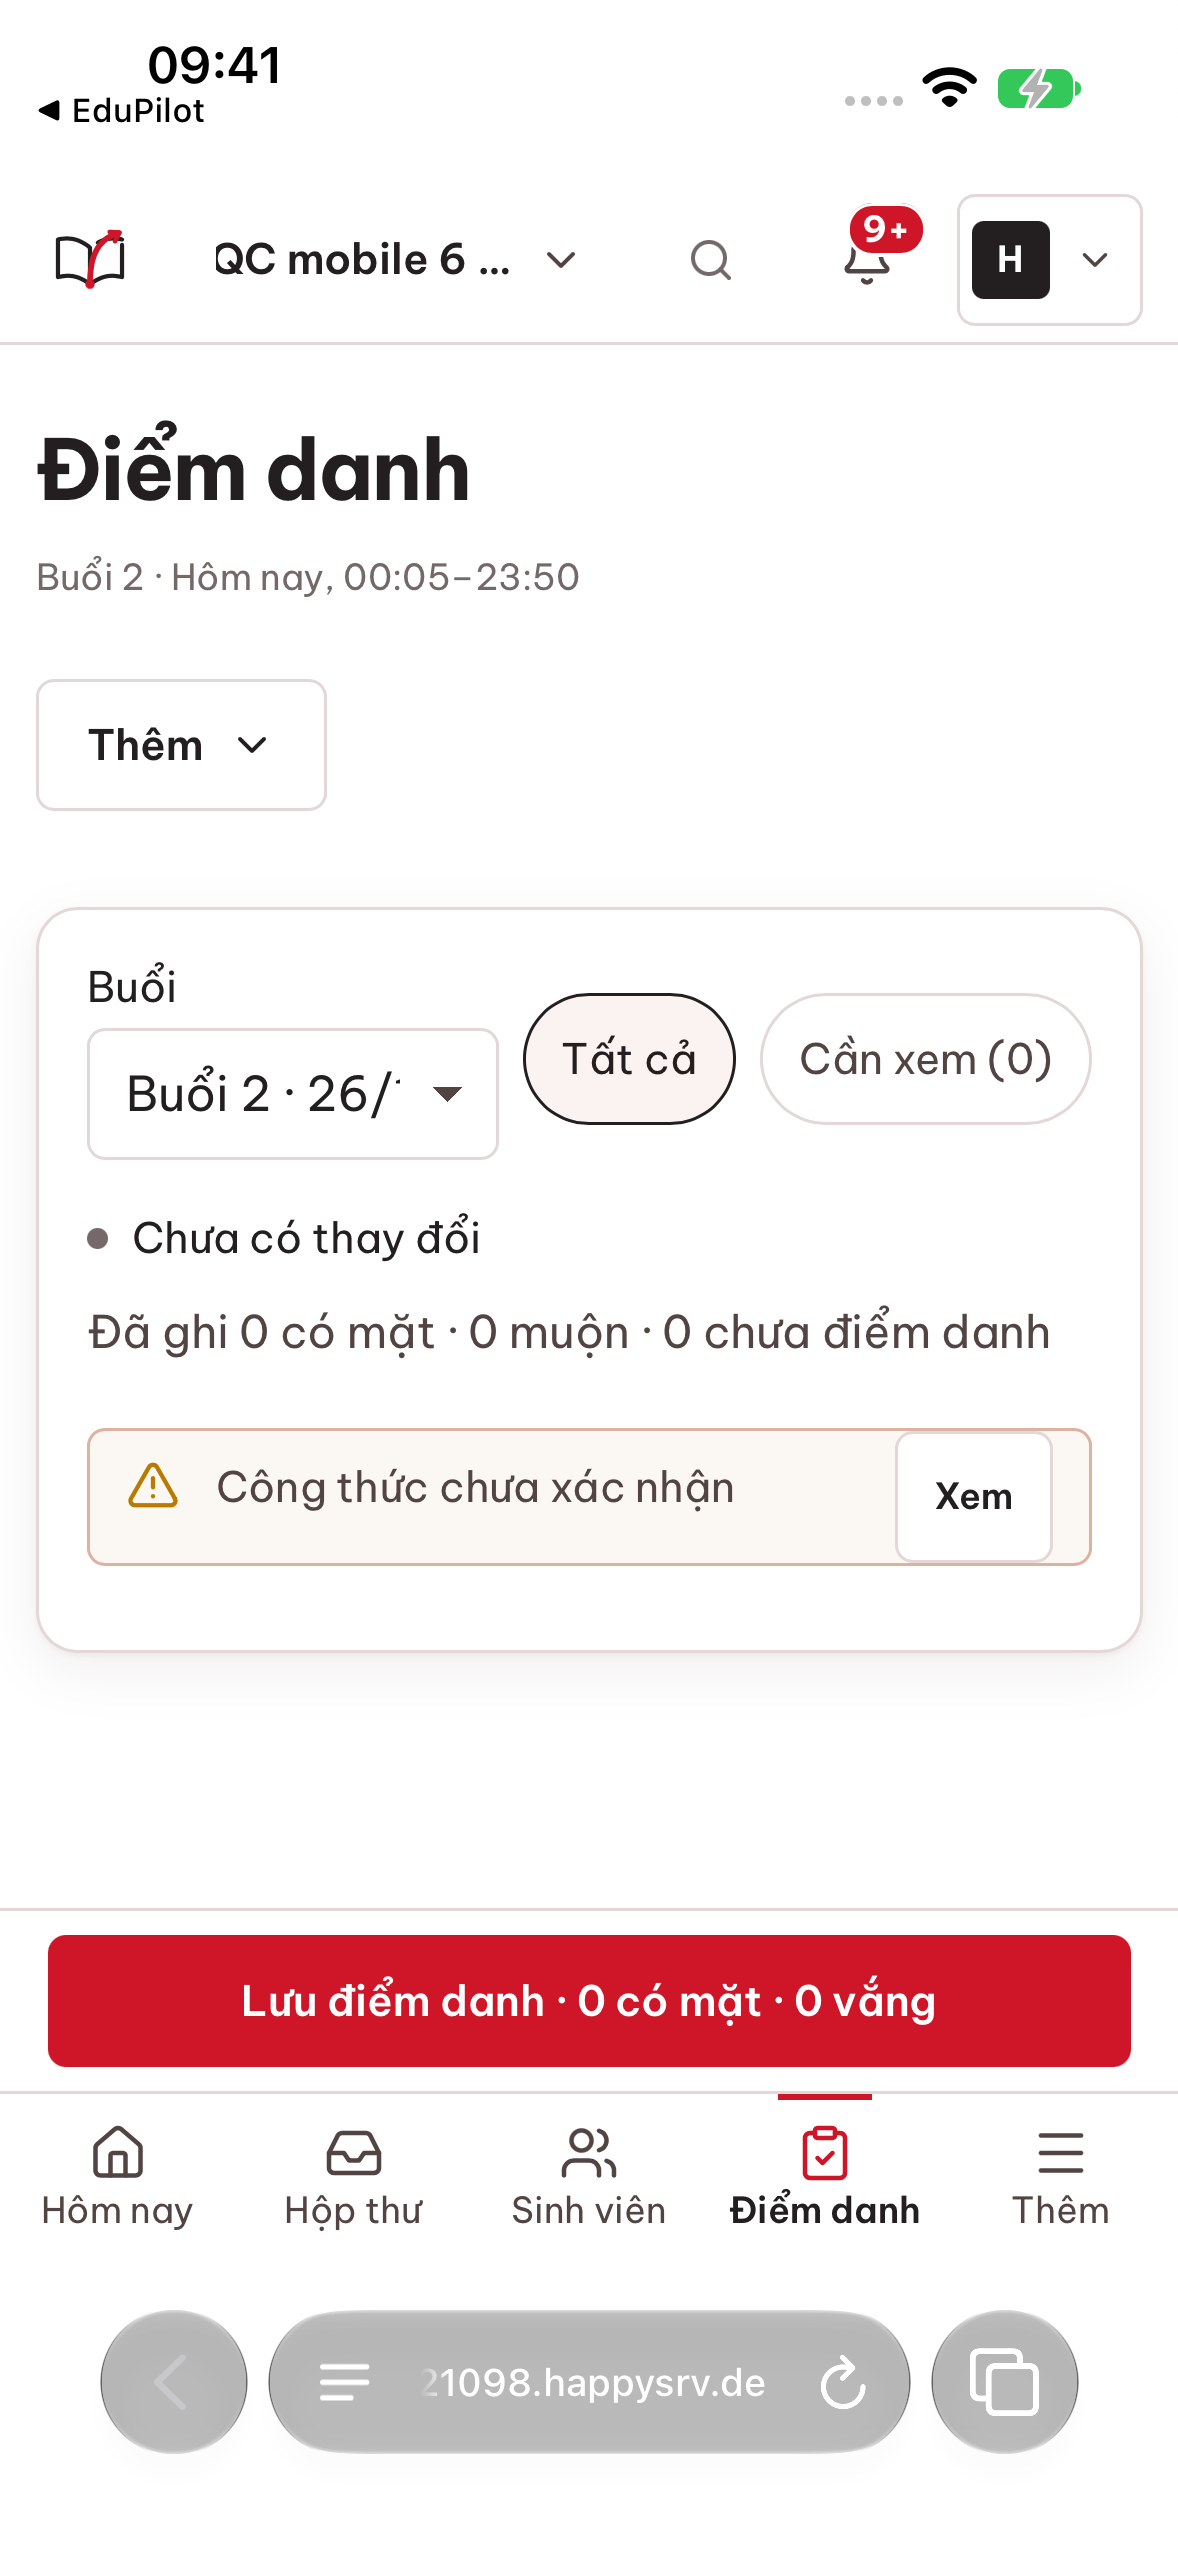 09:41
EduPilot
QC mobile 6 ...
9+
H
Điểm danh
Buổi 2 · Hôm nay, 00:05–23:50
Thêm
Buổi
Buổi 2 · 26/
Tất cả
Cần xem (0)
Chưa có thay đổi
Đã ghi 0 có mặt · 0 muộn · 0 chưa điểm danh
Công thức chưa xác nhận
Xem
Lưu điểm danh · 0 có mặt · 0 vắng
Hôm nay
Hộp thư
Sinh viên
Điểm danh
Thêm
21098.happysrv.de